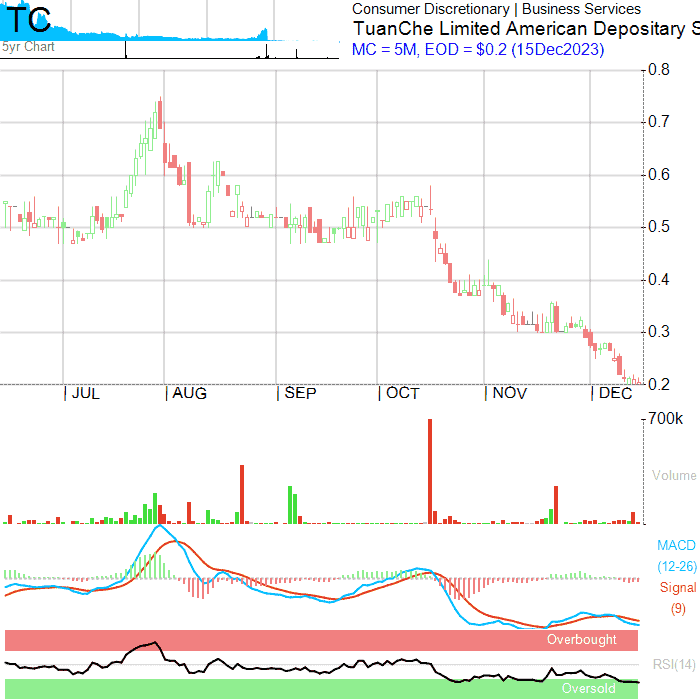 TC
5yr Chart
Consumer Discretionary | Business Services
TuanChe Limited American Depositary S
MC = 5M, EOD = $0.2 (15Dec2023)
0.8
0.7
0.6
0.5
0.4
0.3
0.2
JUL AUG SEP OCT NOV DEC
700k
Volume
MACD
(12-26)
Signal
(9)
Overbought
RSI(14)
Oversold